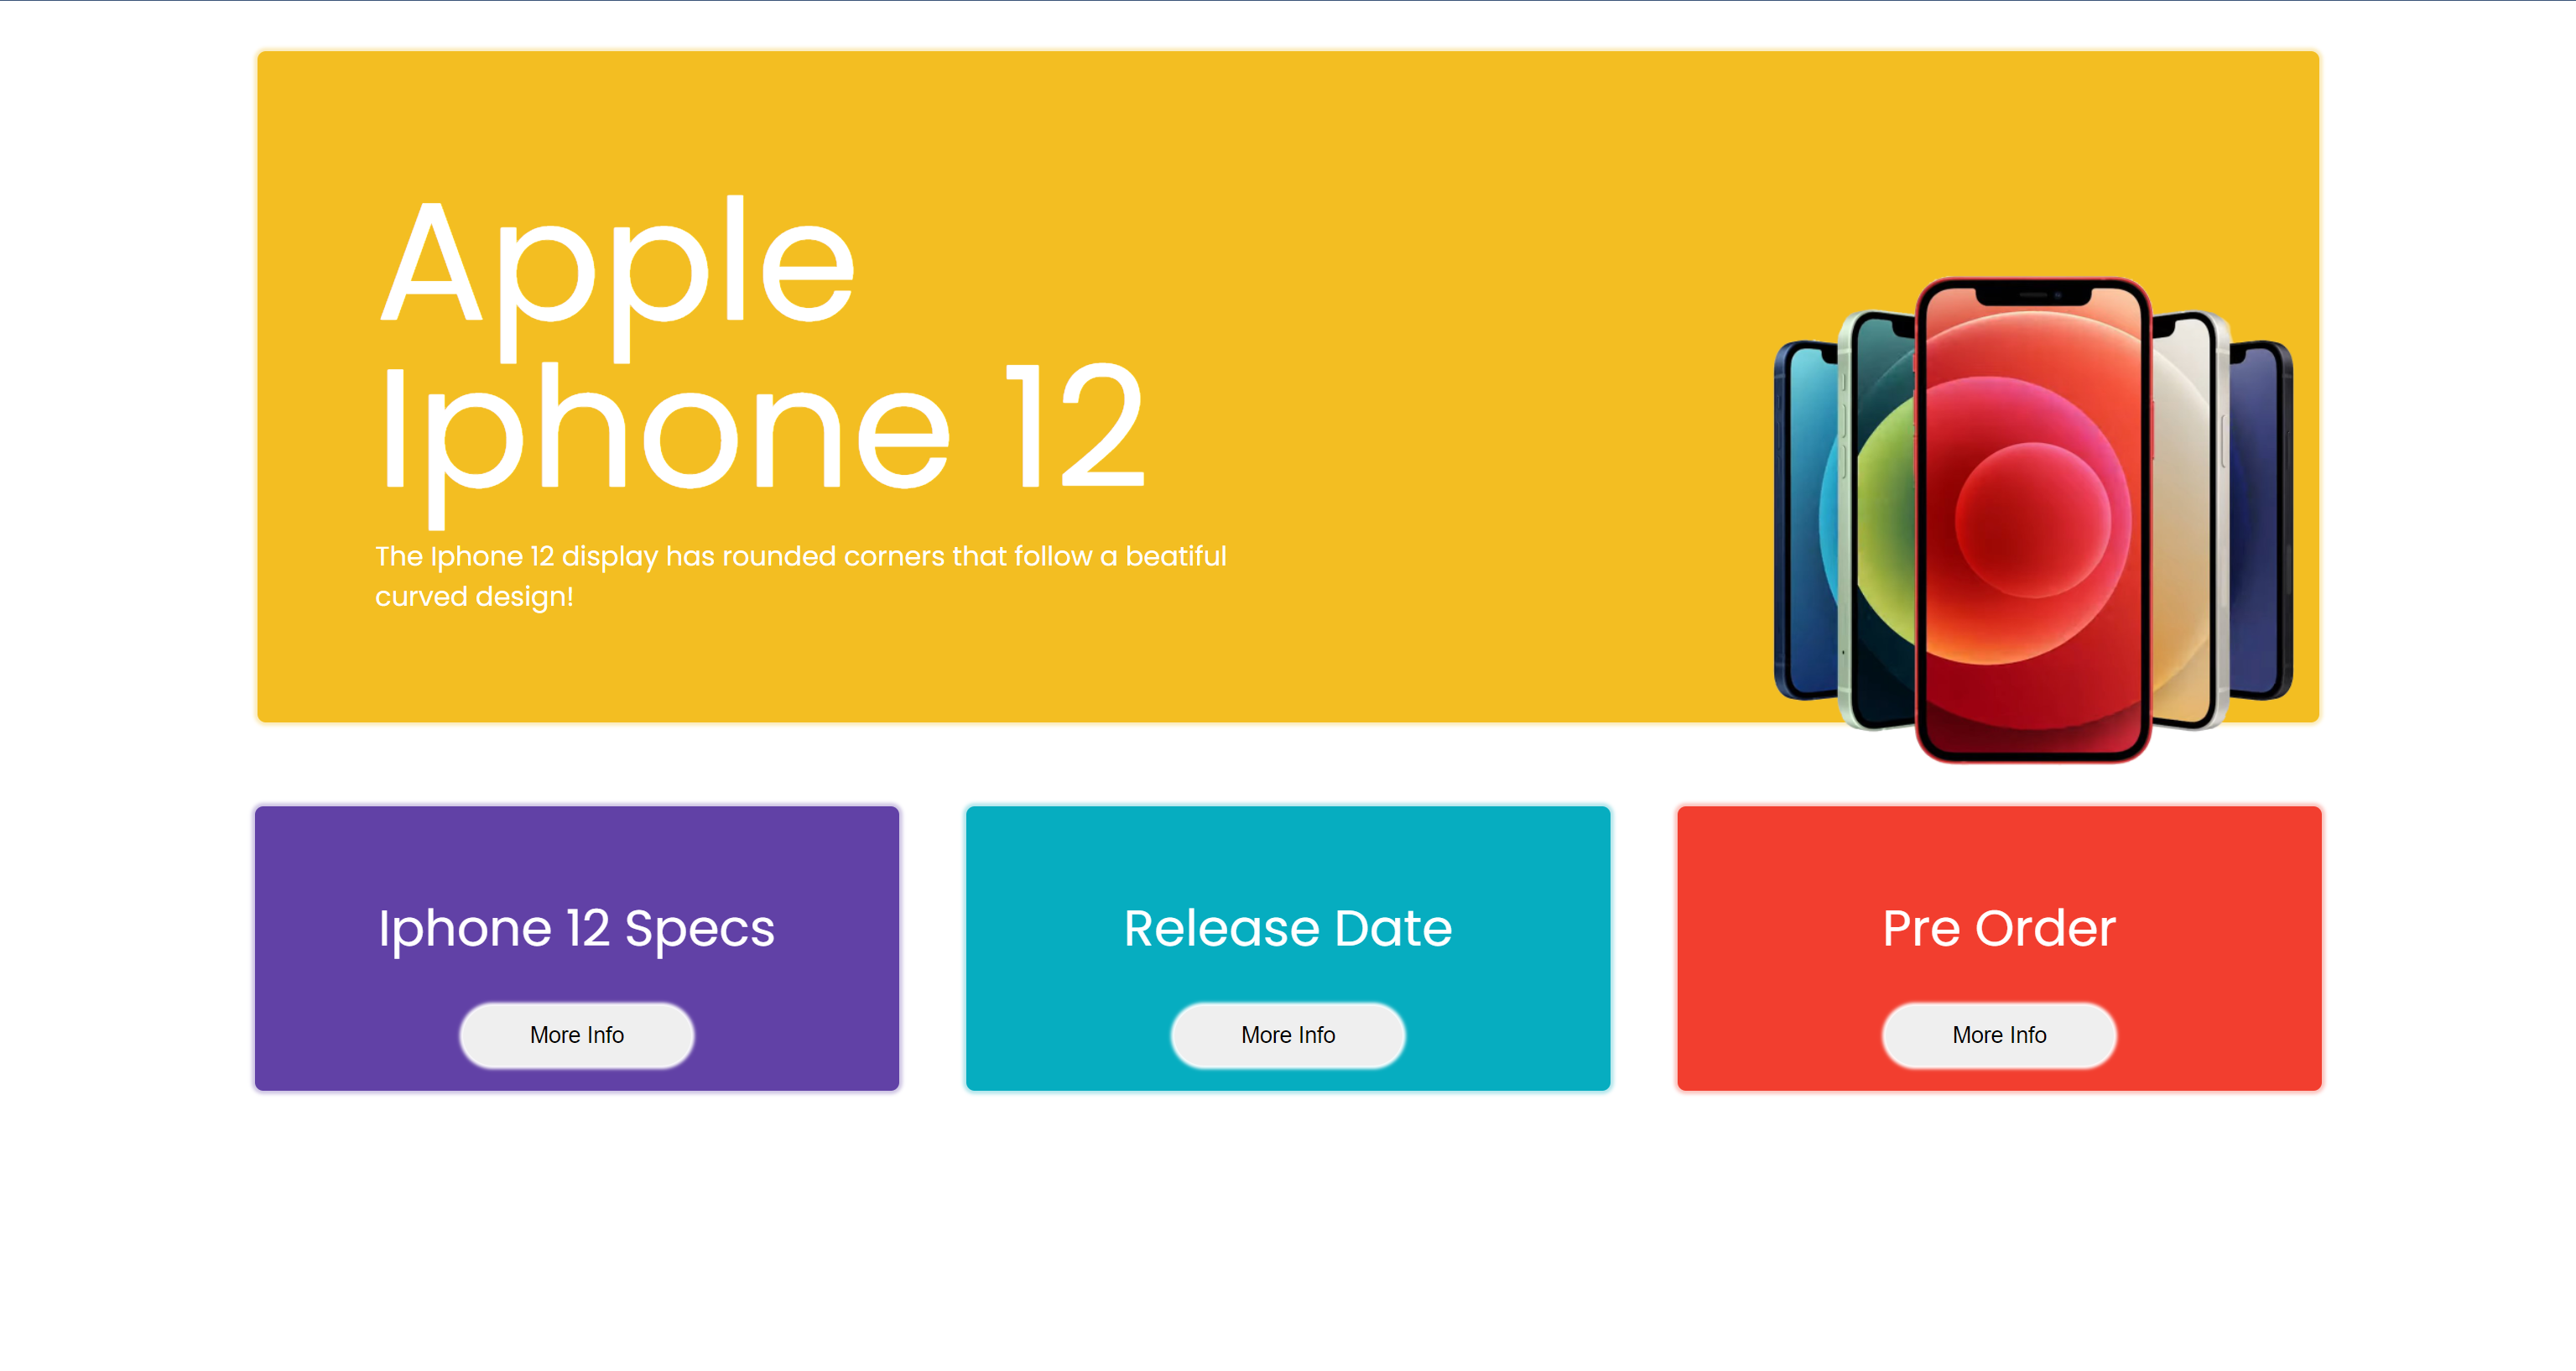 Apple
Iphone 12
The Iphone 12 display has rounded corners that follow a beatiful
curved design!
Iphone 12 Specs
Release Date
Pre Order
More Info
More Info
More Info